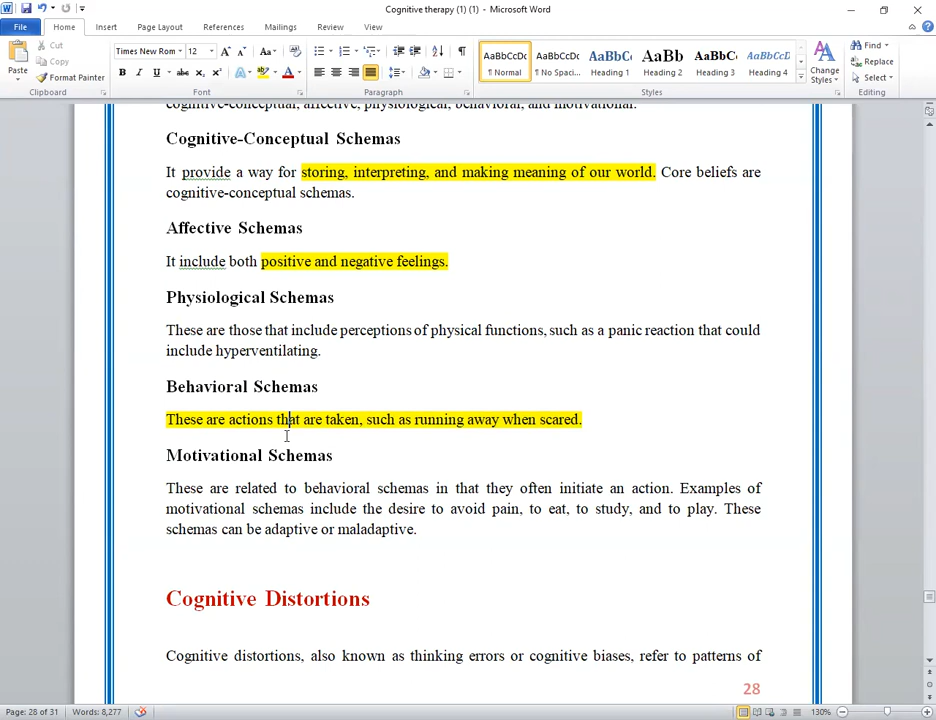 Cognitive therapy (1) (1) - Microsoft Word
File Home Insert Page Layout References Mailings Review View
Paste Cut Copy Format Painter
Times New Rom 12
AaBbCcDc AaBbCcDc AaBbCc AaBb AaBbC AaBbCcD
¶ Normal ¶ No Spaci... Heading 1 Heading 2 Heading 3 Heading 4
Change Styles
Find Replace Select
Clipboard Font Paragraph Styles Editing
cognitive-conceptual, affective, physiological, behavioral, and motivational.
Cognitive-Conceptual Schemas
It provide a way for storing, interpreting, and making meaning of our world. Core beliefs are
cognitive-conceptual schemas.
Affective Schemas
It include both positive and negative feelings.
Physiological Schemas
These are those that include perceptions of physical functions, such as a panic reaction that could
include hyperventilating.
Behavioral Schemas
These are actions that are taken, such as running away when scared.
Motivational Schemas
These are related to behavioral schemas in that they often initiate an action. Examples of
motivational schemas include the desire to avoid pain, to eat, to study, and to play. These
schemas can be adaptive or maladaptive.
Cognitive Distortions
Cognitive distortions, also known as thinking errors or cognitive biases, refer to patterns of
28
Page: 28 of 31 Words: 8,277 130%